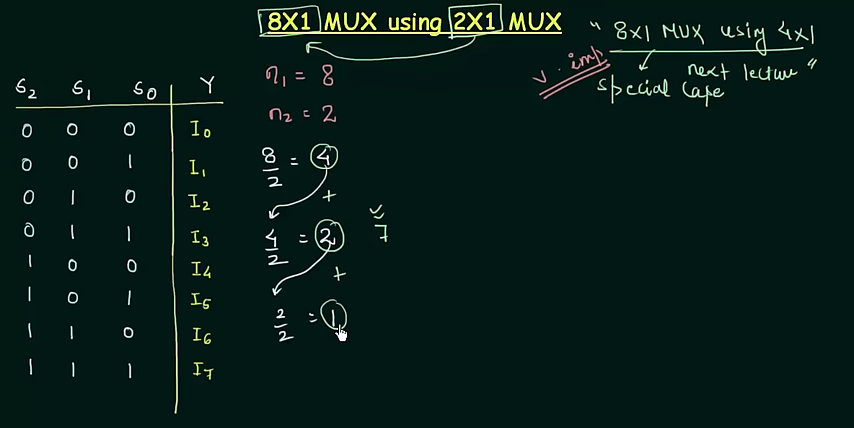 8X1 MUX using 2X1 MUX
" 8x1 MUX using 4x1
next lecture "
special case
v. imp
n1 = 8
n2 = 2
S2 S1 S0 Y
0 0 0 I0
0 0 1 I1
0 1 0 I2
0 1 1 I3
1 0 0 I4
1 0 1 I5
1 1 0 I6
1 1 1 I7
8/2 = 4
+
4/2 = 2
+
2/2 = 1
7